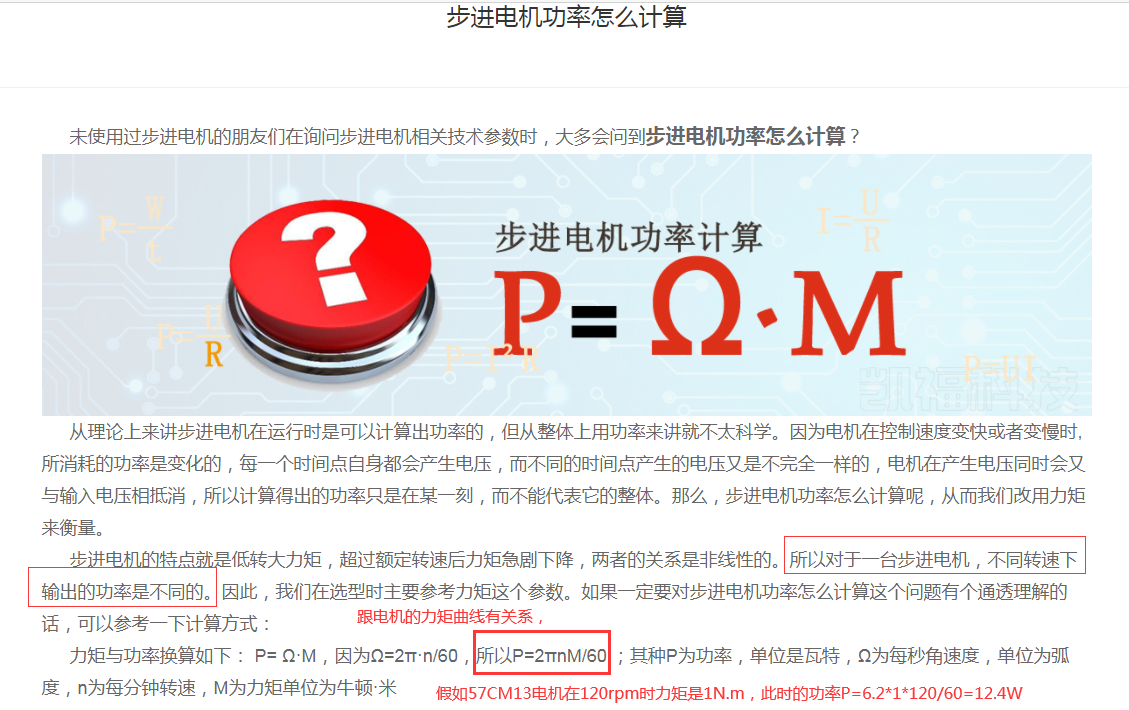 步进电机功率怎么计算
未使用过步进电机的朋友们在询问步进电机相关技术参数时，大多会问到步进电机功率怎么计算？
P=W/t
I=U/R
?
步进电机功率计算
P=Ω·M
R
P=I²R
P=UI
凯福科技
从理论上来讲步进电机在运行时是可以计算出功率的，但从整体上用功率来讲就不太科学。因为电机在控制速度变快或者变慢时,
所消耗的功率是变化的，每一个时间点自身都会产生电压，而不同的时间点产生的电压又是不完全一样的，电机在产生电压同时会又
与输入电压相抵消，所以计算得出的功率只是在某一刻，而不能代表它的整体。那么，步进电机功率怎么计算呢，从而我们改用力矩
来衡量。
步进电机的特点就是低转大力矩，超过额定转速后力矩急剧下降，两者的关系是非线性的。所以对于一台步进电机，不同转速下
输出的功率是不同的。因此，我们在选型时主要参考力矩这个参数。如果一定要对步进电机功率怎么计算这个问题有个通透理解的
话，可以参考一下计算方式：
跟电机的力矩曲线有关系，
力矩与功率换算如下： P= Ω·M，因为Ω=2π·n/60，所以P=2πnM/60；其种P为功率，单位是瓦特，Ω为每秒角速度，单位为弧
度，n为每分钟转速，M为力矩单位为牛顿·米
假如57CM13电机在120rpm时力矩是1N.m，此时的功率P=6.2*1*120/60=12.4W